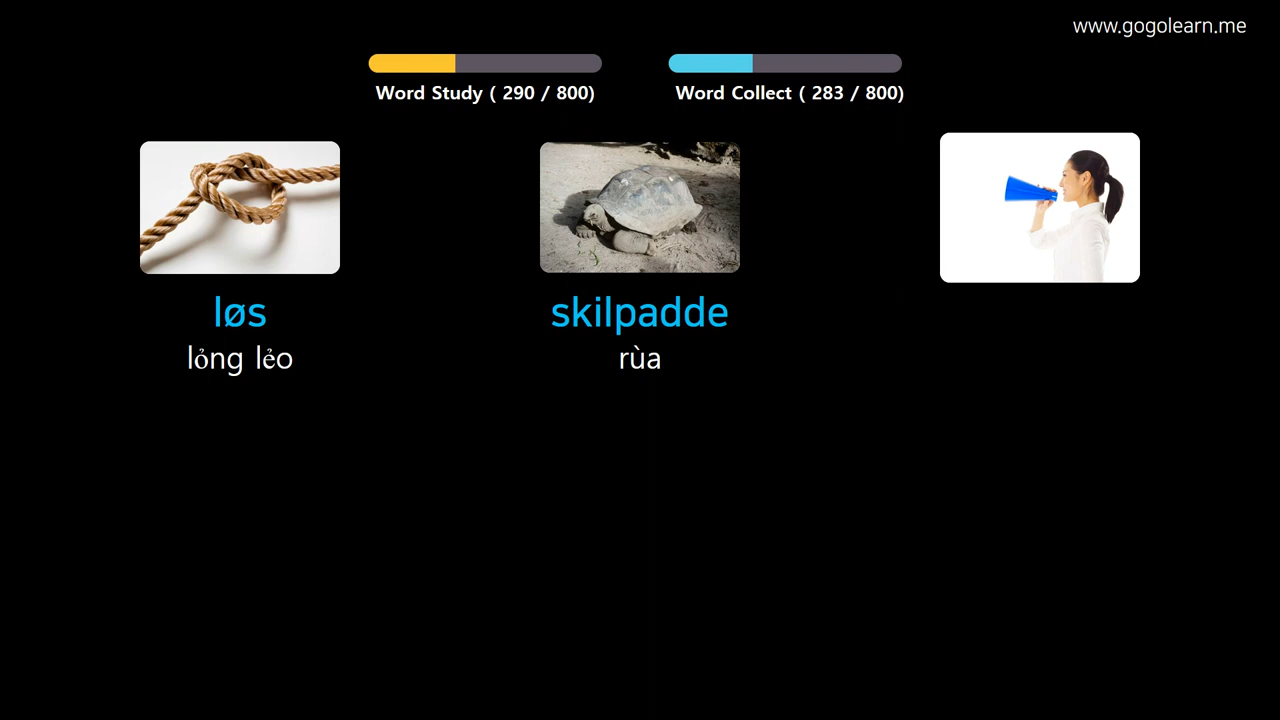 www.gogolearn.me
Word Study ( 290 / 800)
Word Collect ( 283 / 800)
løs
lỏng lẻo
skilpadde
rùa